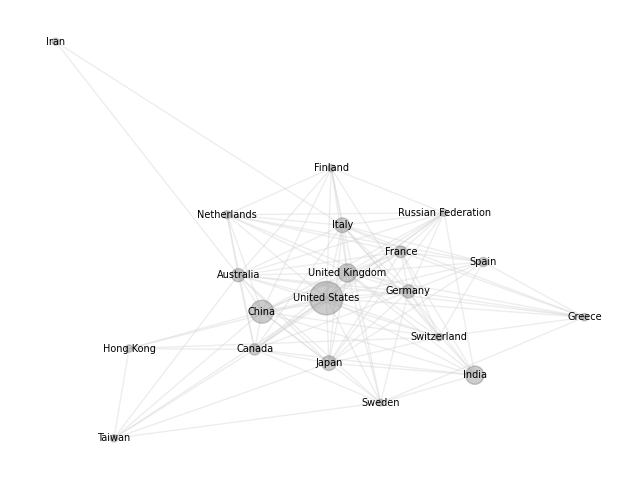 Iran
Finland
Netherlands
Russian Federation
Italy
France
Spain
Australia
United Kingdom
Germany
United States
China
Greece
Switzerland
Hong Kong
Canada
Japan
India
Sweden
Taiwan